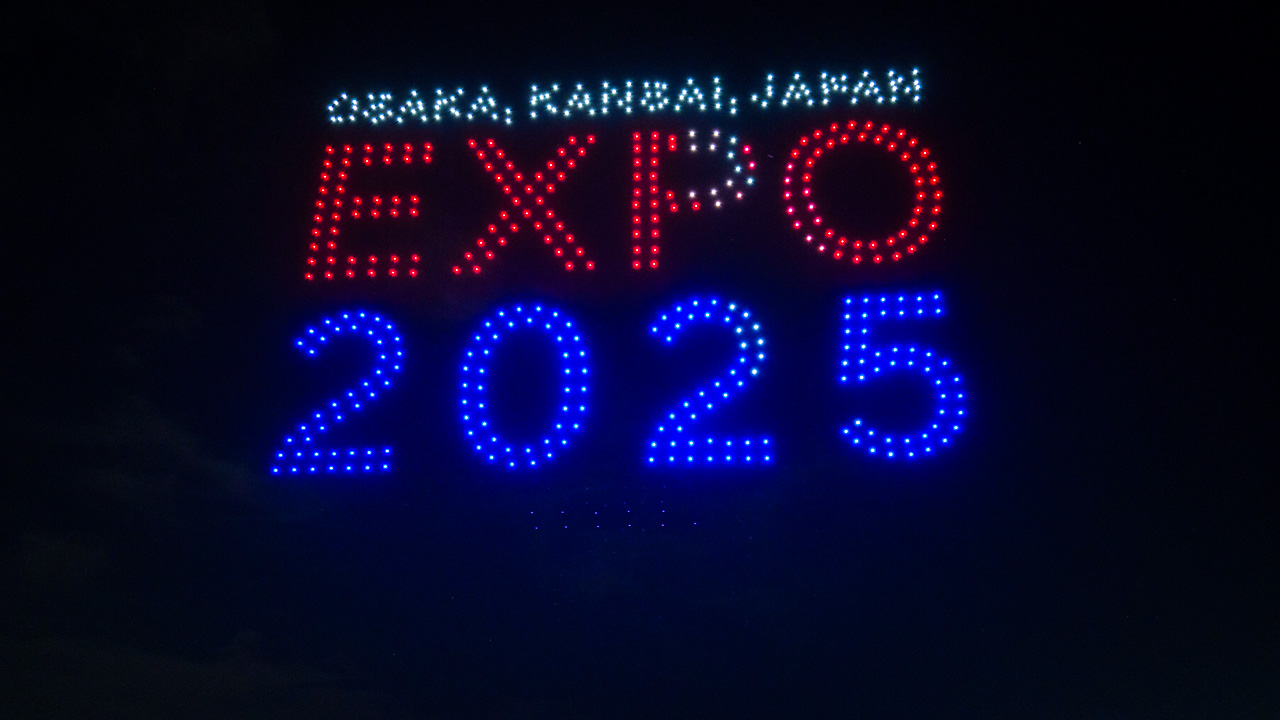 OSAKA, KANSAI, JAPAN
EXPO
2025